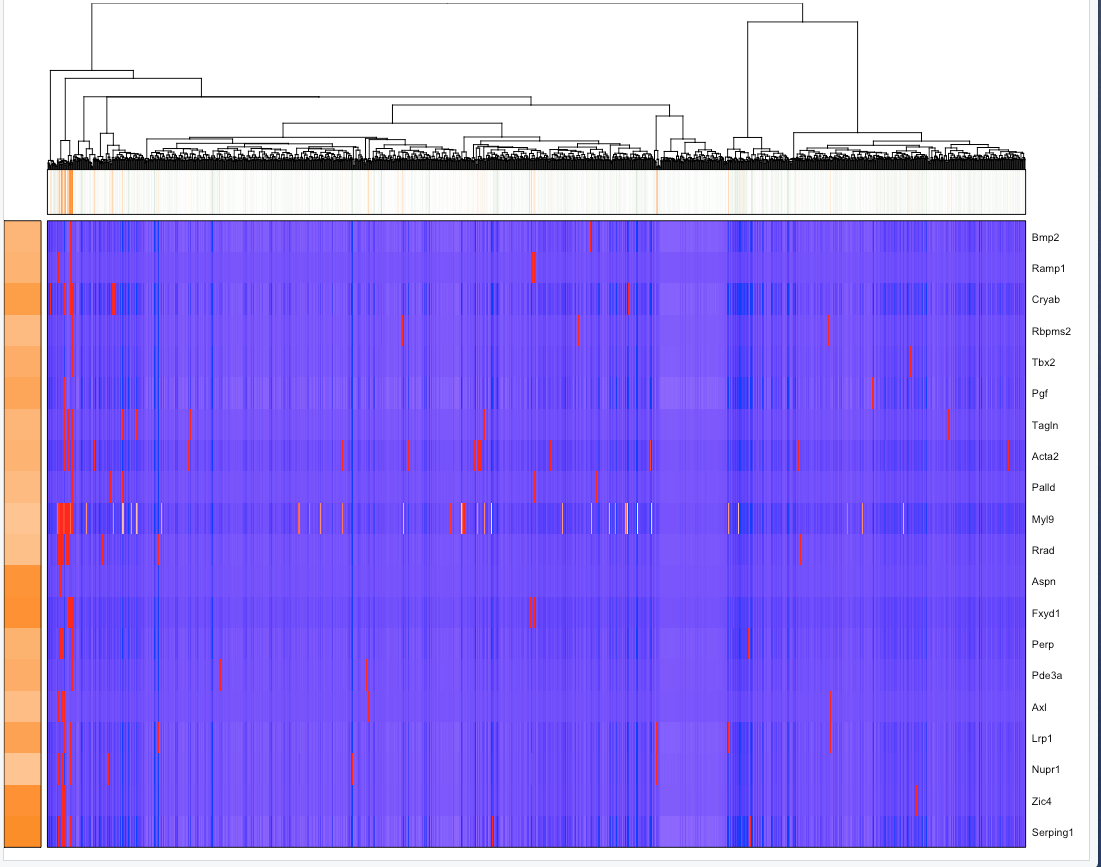 Bmp2
Ramp1
Cryab
Rbpms2
Tbx2
Pgf
Tagln
Acta2
Palld
Myl9
Rrad
Aspn
Fxyd1
Perp
Pde3a
Axl
Lrp1
Nupr1
Zic4
Serping1